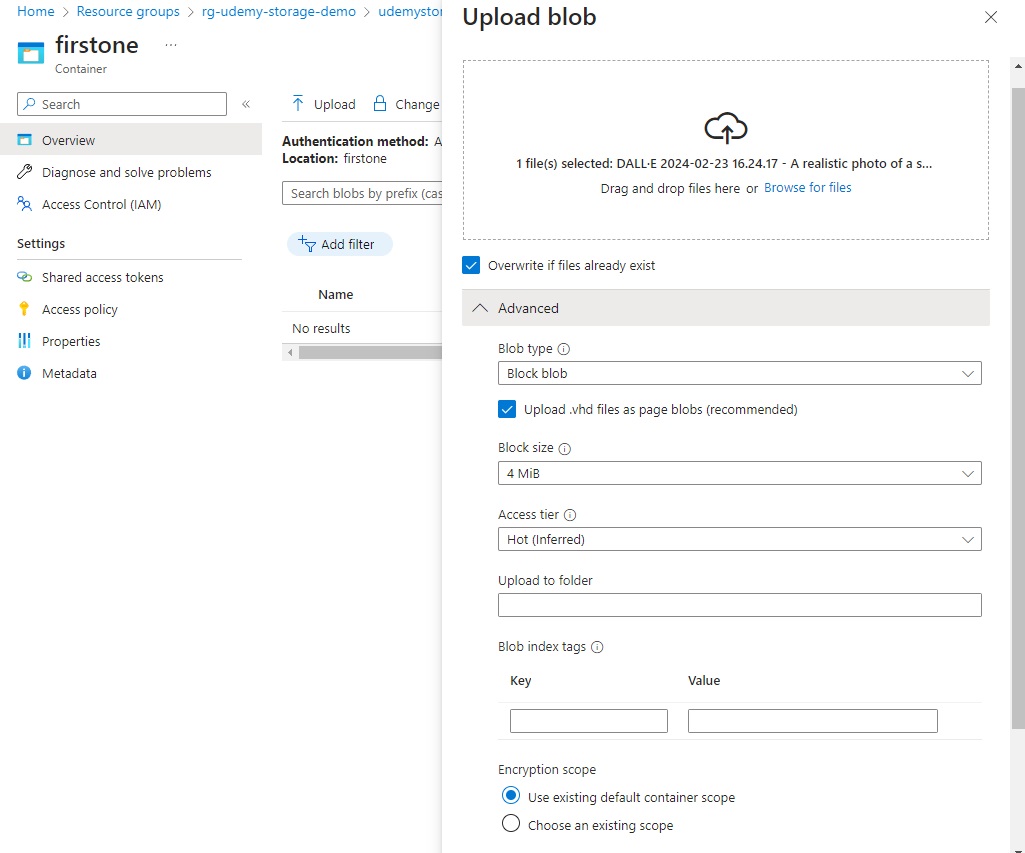 Home > Resource groups > rg-udemy-storage-demo > udemystor
firstone ...
Container
Search «
Overview
Diagnose and solve problems
Access Control (IAM)
Settings
Shared access tokens
Access policy
Properties
Metadata
Upload Change
Authentication method: A
Location: firstone
Search blobs by prefix (cas
Add filter
Name
No results
Upload blob
1 file(s) selected: DALL·E 2024-02-23 16.24.17 - A realistic photo of a s...
Drag and drop files here or Browse for files
Overwrite if files already exist
Advanced
Blob type
Block blob
Upload .vhd files as page blobs (recommended)
Block size
4 MiB
Access tier
Hot (Inferred)
Upload to folder
Blob index tags
Key Value
Encryption scope
Use existing default container scope
Choose an existing scope